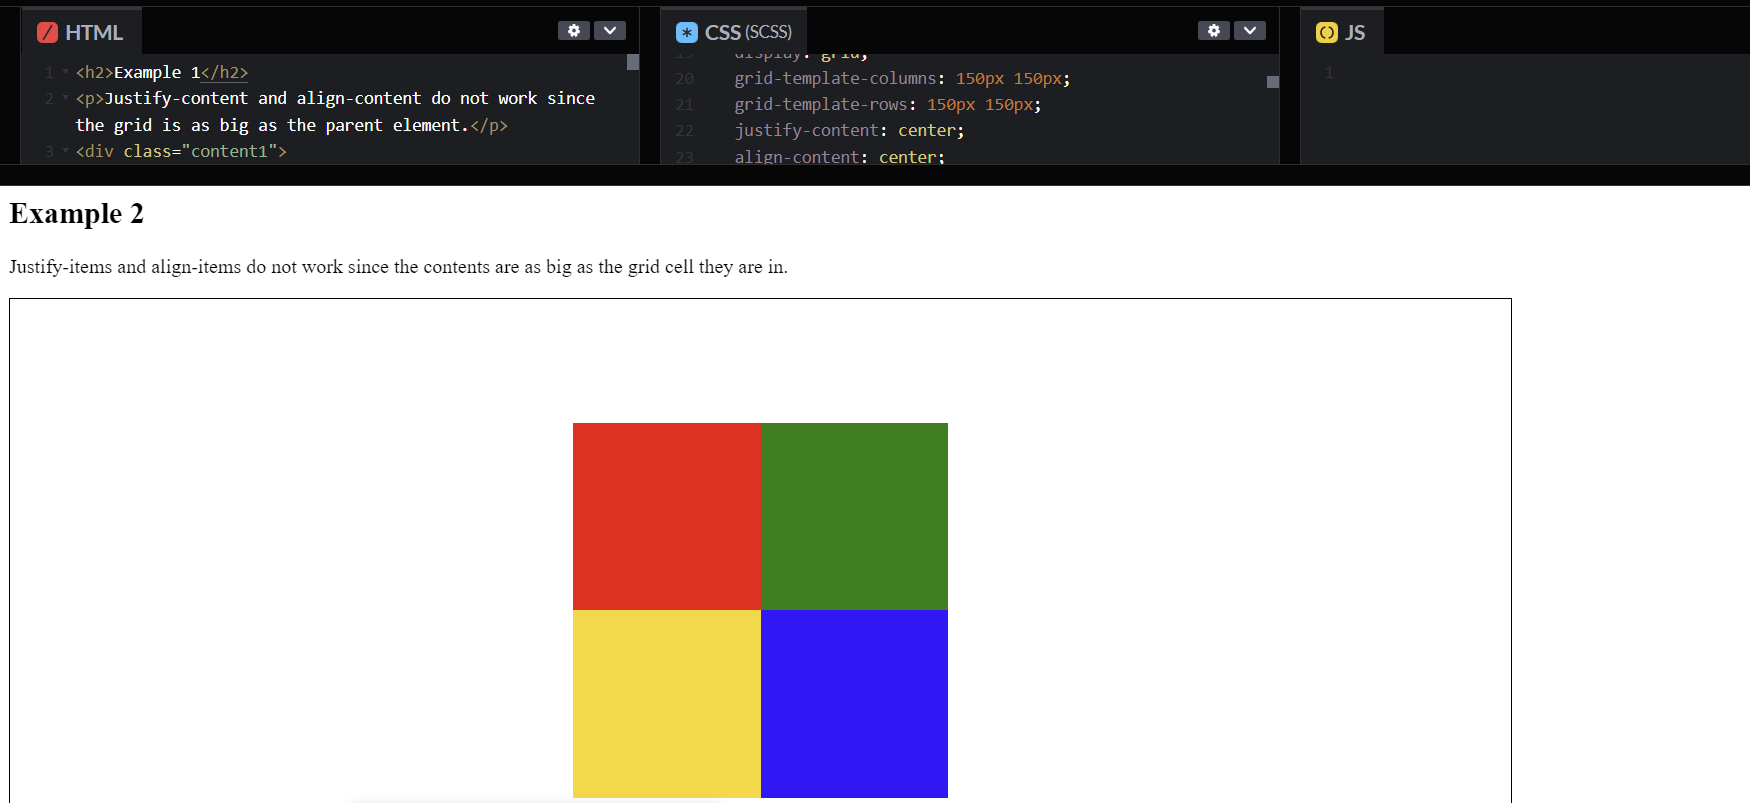 HTML
1 <h2>Example 1</h2>
2 <p>Justify-content and align-content do not work since
the grid is as big as the parent element.</p>
3 <div class="content1">
CSS (SCSS)
19 display: grid;
20 grid-template-columns: 150px 150px;
21 grid-template-rows: 150px 150px;
22 justify-content: center;
23 align-content: center;
JS
1
Example 2
Justify-items and align-items do not work since the contents are as big as the grid cell they are in.